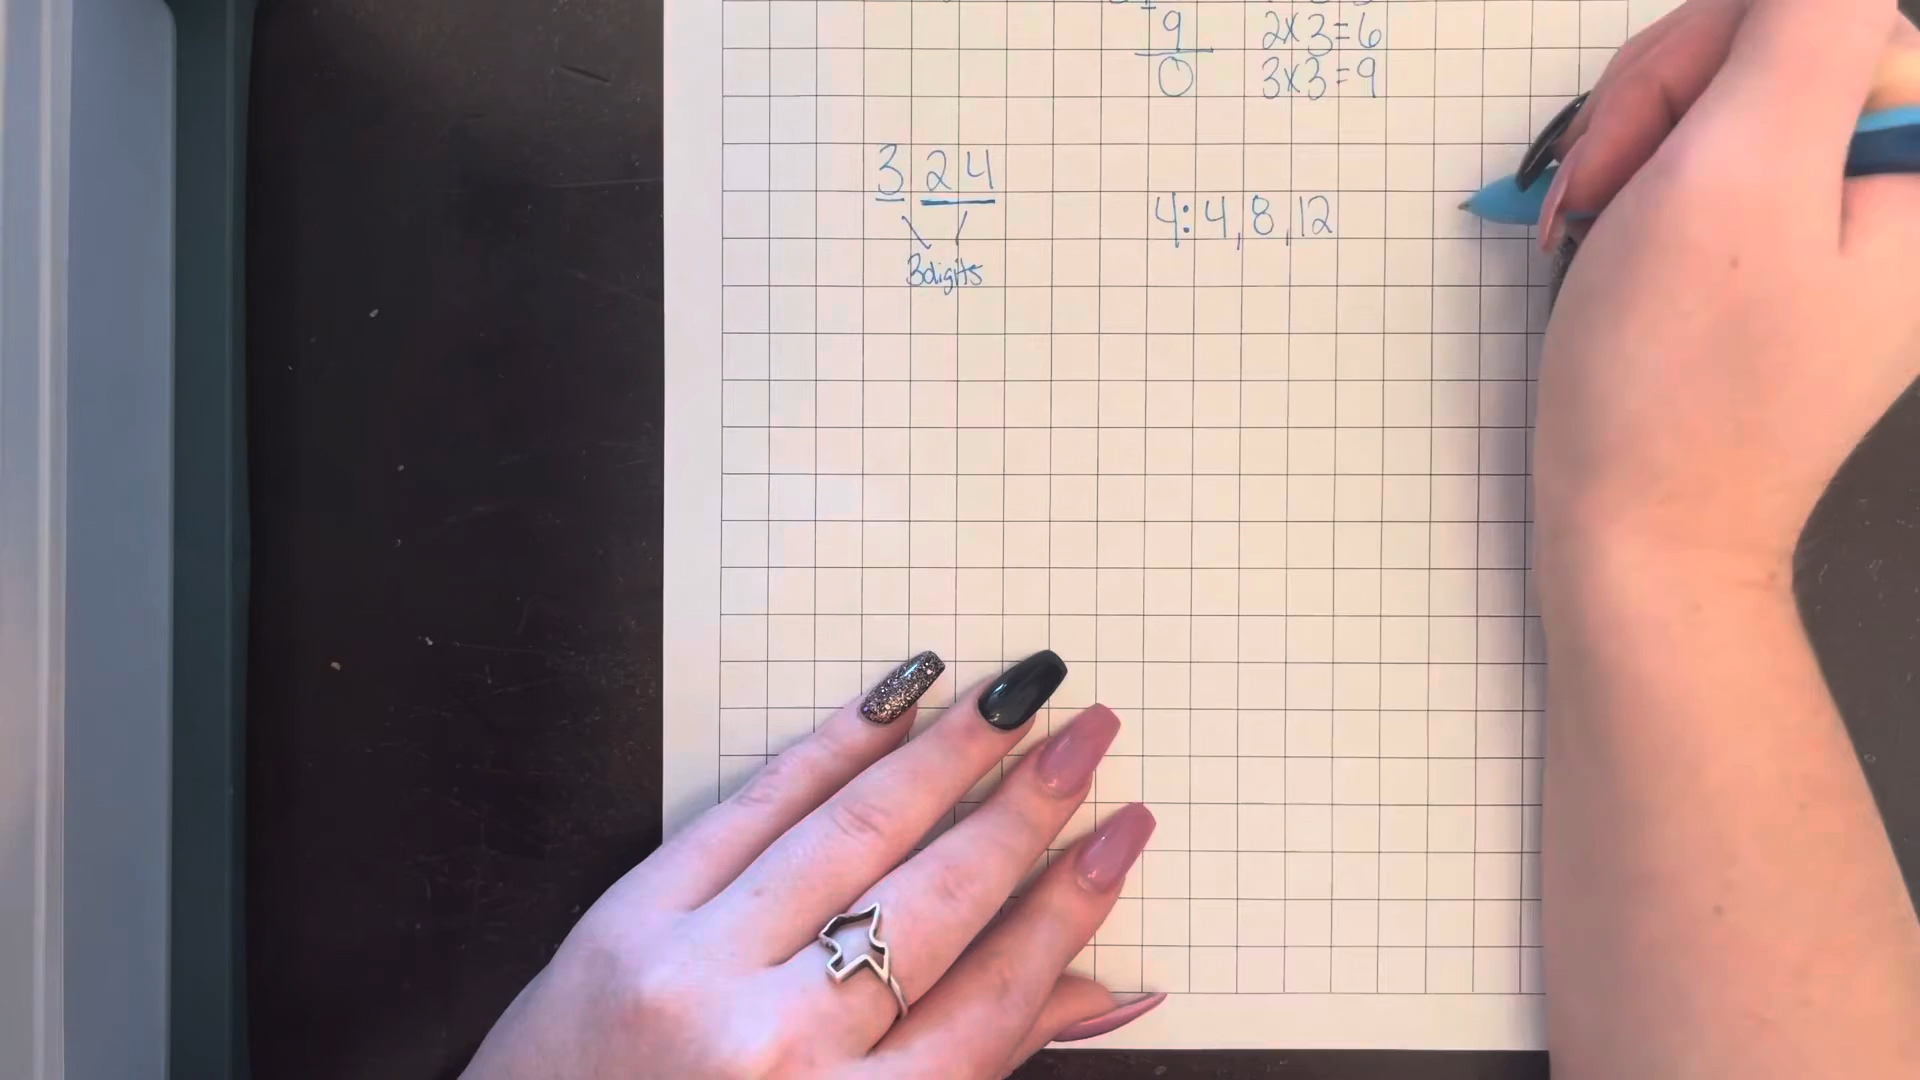 9 2x3=6
0 3x3=9
3 24
4: 4, 8, 12
3digits